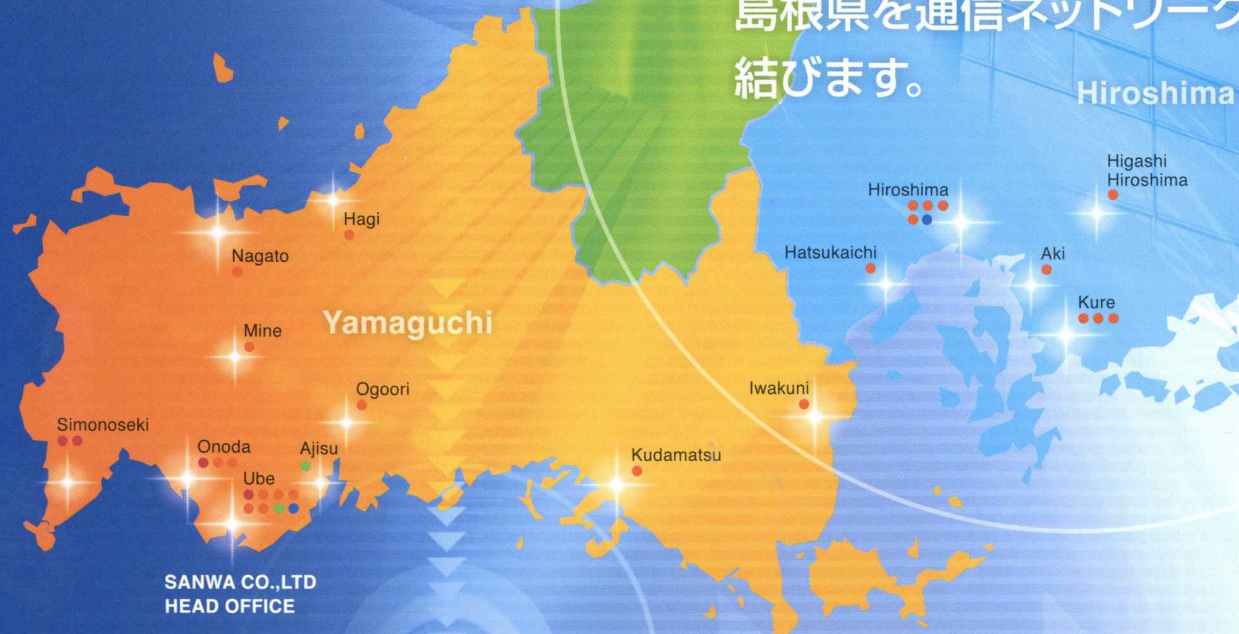 島根県を通信ネットワーク
結びます。
Hiroshima
Higashi
Hiroshima
Hiroshima
Hagi
Hatsukaichi
Aki
Nagato
Kure
Mine
Yamaguchi
Ogoori
Iwakuni
Simonoseki
Onoda
Ajisu
Kudamatsu
Ube
SANWA CO.,LTD
HEAD OFFICE